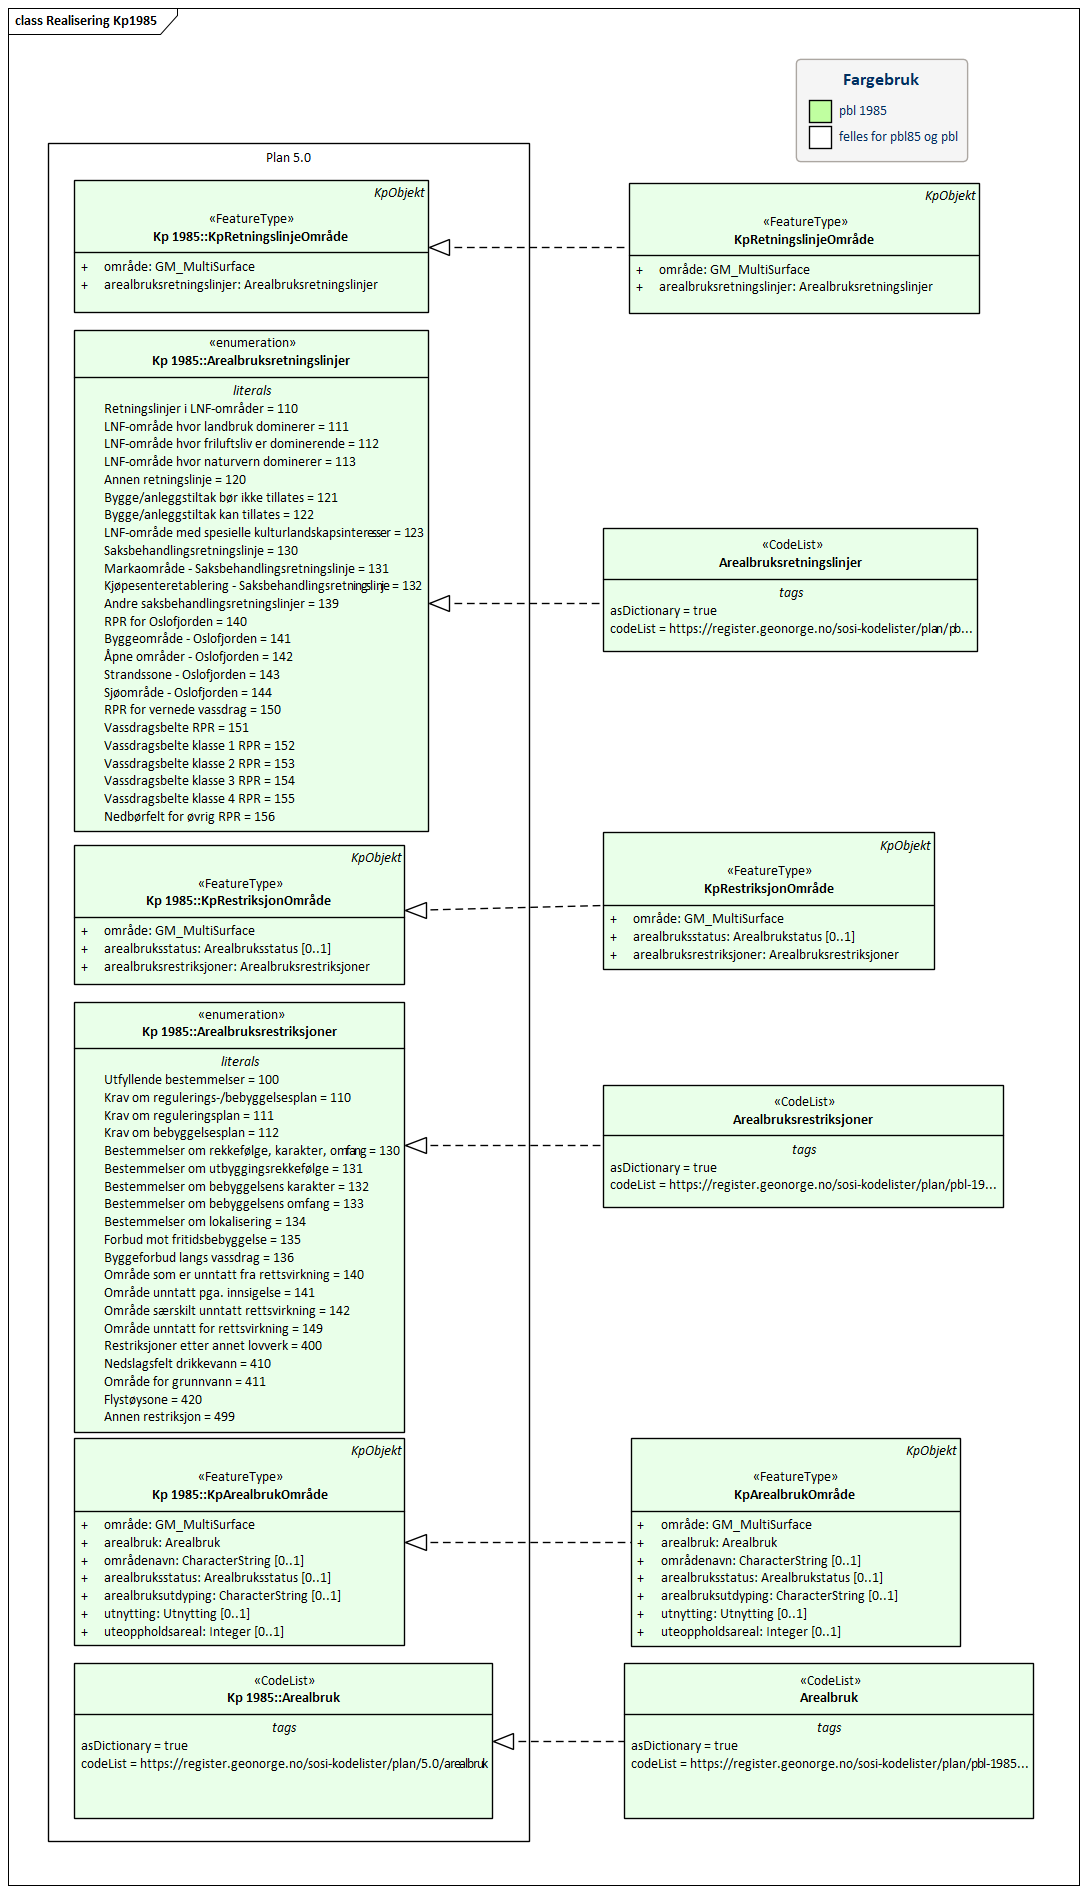 class Realisering Kp1985
Fargebruk
pbl 1985
felles for pbl85 og pbl
Plan 5.0
KpObjekt
«FeatureType»
Kp 1985::KpRetningslinjeOmråde
+ område: GM_MultiSurface
+ arealbruksretningslinjer: Arealbruksretningslinjer
KpObjekt
«FeatureType»
KpRetningslinjeOmråde
+ område: GM_MultiSurface
+ arealbruksretningslinjer: Arealbruksretningslinjer
«enumeration»
Kp 1985::Arealbruksretningslinjer
literals
Retningslinjer i LNF-områder = 110
LNF-område hvor landbruk dominerer = 111
LNF-område hvor friluftsliv er dominerende = 112
LNF-område hvor naturvern dominerer = 113
Annen retningslinje = 120
Bygge/anleggstiltak bør ikke tillates = 121
Bygge/anleggstiltak kan tillates = 122
LNF-område med spesielle kulturlandskapsinteresser = 123
Saksbehandlingsretningslinje = 130
Markaområde - Saksbehandlingsretningslinje = 131
Kjøpesenteretablering - Saksbehandlingsretningslinje = 132
Andre saksbehandlingsretningslinjer = 139
RPR for Oslofjorden = 140
Byggeområde - Oslofjorden = 141
Åpne områder - Oslofjorden = 142
Strandssone - Oslofjorden = 143
Sjøområde - Oslofjorden = 144
RPR for vernede vassdrag = 150
Vassdragsbelte RPR = 151
Vassdragsbelte klasse 1 RPR = 152
Vassdragsbelte klasse 2 RPR = 153
Vassdragsbelte klasse 3 RPR = 154
Vassdragsbelte klasse 4 RPR = 155
Nedbørfelt for øvrig RPR = 156
«CodeList»
Arealbruksretningslinjer
tags
asDictionary = true
codeList = https://register.geonorge.no/sosi-kodelister/plan/pb...
KpObjekt
«FeatureType»
Kp 1985::KpRestriksjonOmråde
+ område: GM_MultiSurface
+ arealbruksstatus: Arealbruksstatus [0..1]
+ arealbruksrestriksjoner: Arealbruksrestriksjoner
KpObjekt
«FeatureType»
KpRestriksjonOmråde
+ område: GM_MultiSurface
+ arealbruksstatus: Arealbrukstatus [0..1]
+ arealbruksrestriksjoner: Arealbruksrestriksjoner
«enumeration»
Kp 1985::Arealbruksrestriksjoner
literals
Utfyllende bestemmelser = 100
Krav om regulerings-/bebyggelsesplan = 110
Krav om reguleringsplan = 111
Krav om bebyggelsesplan = 112
Bestemmelser om rekkefølge, karakter, omfang = 130
Bestemmelser om utbyggingsrekkefølge = 131
Bestemmelser om bebyggelsens karakter = 132
Bestemmelser om bebyggelsens omfang = 133
Bestemmelser om lokalisering = 134
Forbud mot fritidsbebyggelse = 135
Byggeforbud langs vassdrag = 136
Område som er unntatt fra rettsvirkning = 140
Område unntatt pga. innsigelse = 141
Område særskilt unntatt rettsvirkning = 142
Område unntatt for rettsvirkning = 149
Restriksjoner etter annet lovverk = 400
Nedslagsfelt drikkevann = 410
Område for grunnvann = 411
Flystøysone = 420
Annen restriksjon = 499
«CodeList»
Arealbruksrestriksjoner
tags
asDictionary = true
codeList = https://register.geonorge.no/sosi-kodelister/plan/pbl-19...
KpObjekt
«FeatureType»
Kp 1985::KpArealbrukOmråde
+ område: GM_MultiSurface
+ arealbruk: Arealbruk
+ områdenavn: CharacterString [0..1]
+ arealbruksstatus: Arealbruksstatus [0..1]
+ arealbruksutdyping: CharacterString [0..1]
+ utnytting: Utnytting [0..1]
+ uteoppholdsareal: Integer [0..1]
KpObjekt
«FeatureType»
KpArealbrukOmråde
+ område: GM_MultiSurface
+ arealbruk: Arealbruk
+ områdenavn: CharacterString [0..1]
+ arealbruksstatus: Arealbrukstatus [0..1]
+ arealbruksutdyping: CharacterString [0..1]
+ utnytting: Utnytting [0..1]
+ uteoppholdsareal: Integer [0..1]
«CodeList»
Kp 1985::Arealbruk
tags
asDictionary = true
codeList = https://register.geonorge.no/sosi-kodelister/plan/5.0/arealbruk
«CodeList»
Arealbruk
tags
asDictionary = true
codeList = https://register.geonorge.no/sosi-kodelister/plan/pbl-1985...